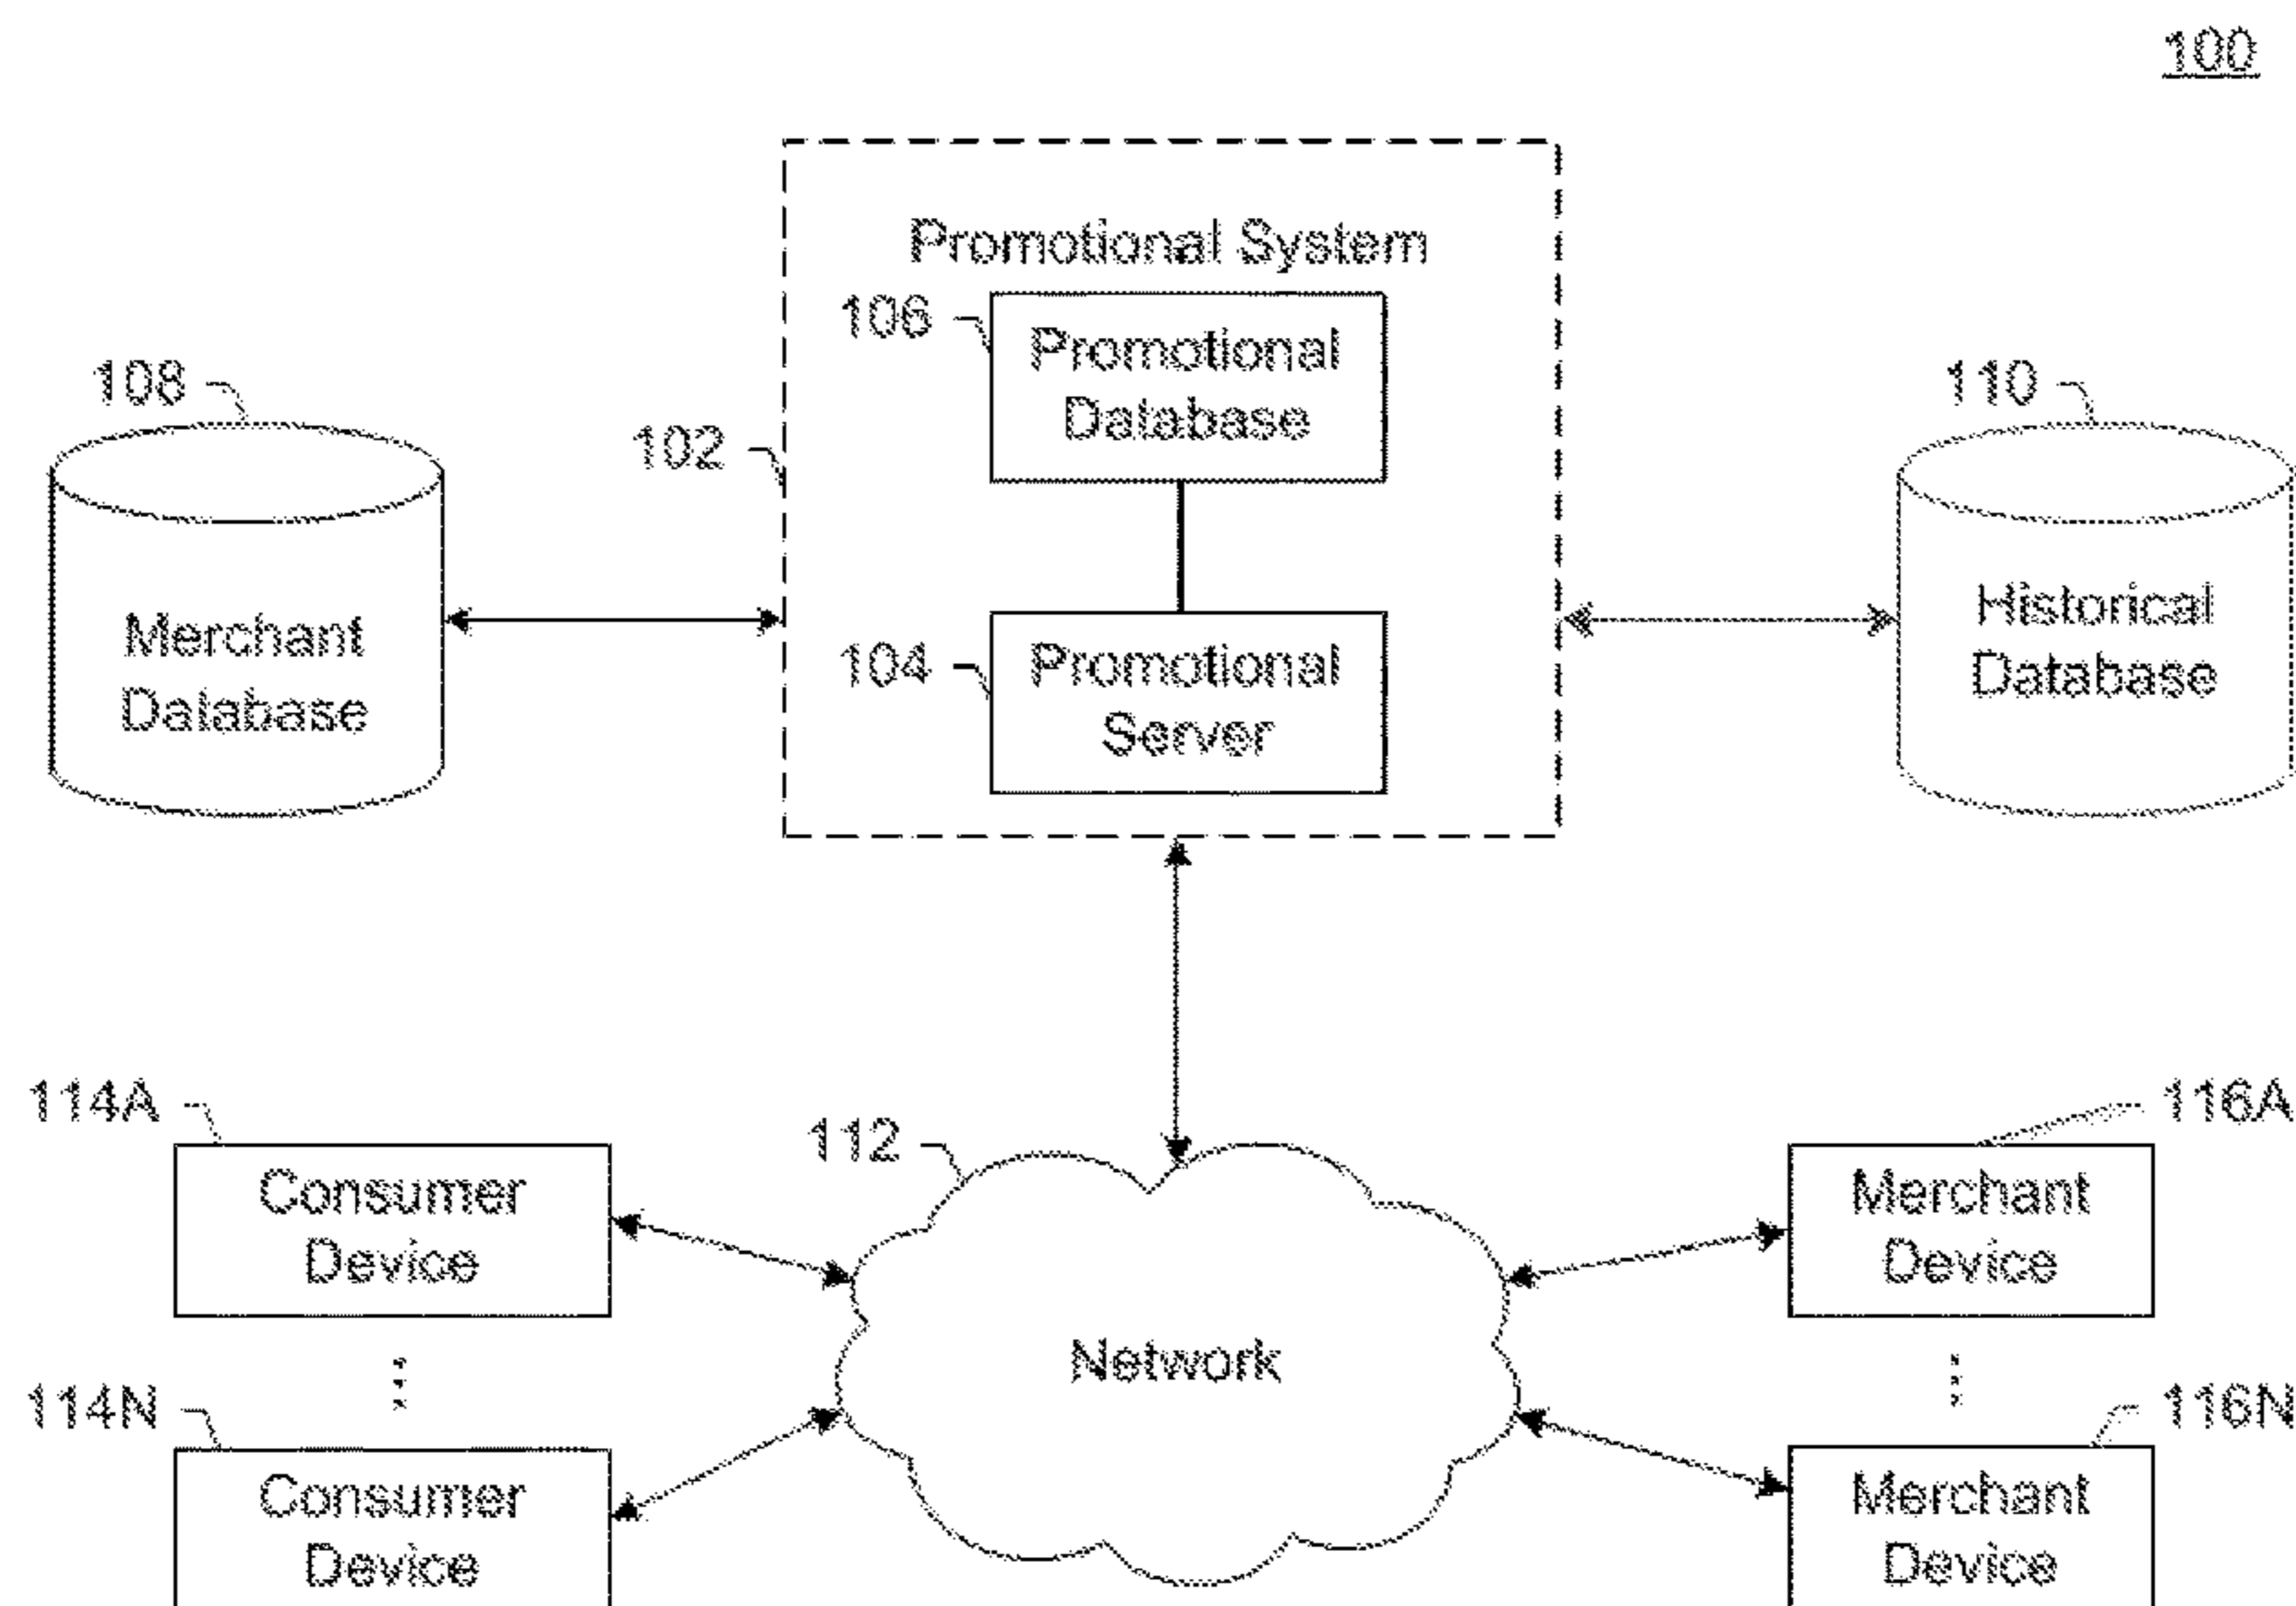 100
Promotional System
106
Promotional
Database
108
110
102
Merchant
Database
Historical
Database
104
Promotional
Server
114A
116A
112
Consumer
Device
Merchant
Device
Network
114N
116N
Consumer
Device
Merchant
Device